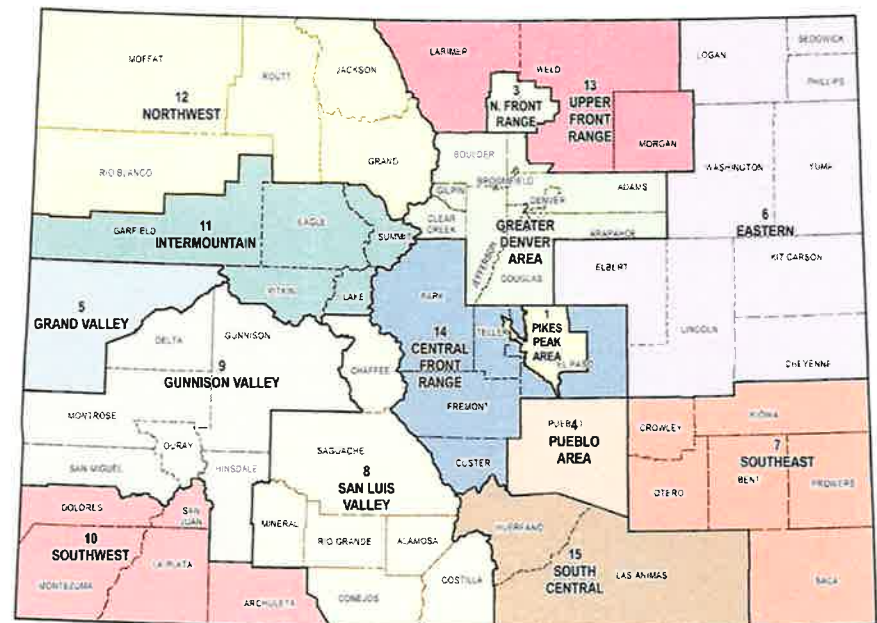 MOFFAT
ROUTT
JACKSON
12
NORTHWEST
RIO BLANCO
GRAND
LARIMER
WELD
3
N. FRONT
RANGE
13
UPPER
FRONT
RANGE
MORGAN
LOGAN
SEDGWICK
PHILLIPS
WASHINGTON
YUMA
6
EASTERN
KIT CARSON
ELBERT
LINCOLN
CHEYENNE
BOULDER
BROOMFIELD
GILPIN
DENVER
ADAMS
CLEAR
CREEK
2
GREATER
DENVER
AREA
ARAPAHOE
JEFFERSON
DOUGLAS
GARFIELD
11
INTERMOUNTAIN
EAGLE
SUMMIT
PITKIN
LAKE
5
GRAND VALLEY
DELTA
GUNNISON
9
GUNNISON VALLEY
CHAFFEE
MONTROSE
OURAY
SAN MIGUEL
HINSDALE
PARK
TELLER
14
CENTRAL
FRONT
RANGE
FREMONT
CUSTER
1
PIKES
PEAK
AREA
EL PASO
PUEBLO
4
PUEBLO
AREA
CROWLEY
KIOWA
7
SOUTHEAST
OTERO
BENT
PROWERS
BACA
SAGUACHE
8
SAN LUIS
VALLEY
MINERAL
RIO GRANDE
ALAMOSA
CONEJOS
COSTILLA
DOLORES
SAN
JUAN
10
SOUTHWEST
LA PLATA
MONTEZUMA
ARCHULETA
HUERFANO
15
SOUTH
CENTRAL
LAS ANIMAS